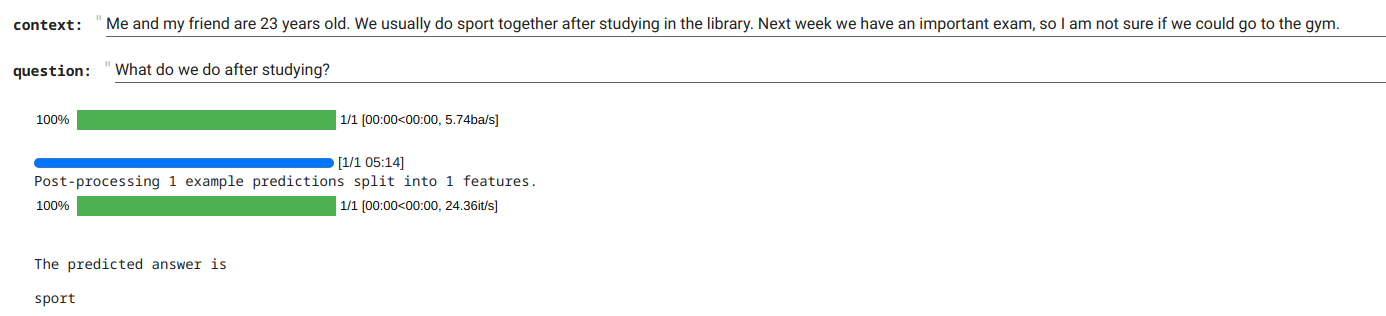 context: " Me and my friend are 23 years old. We usually do sport together after studying in the library. Next week we have an important exam, so I am not sure if we could go to the gym.
question: " What do we do after studying?
100% 1/1 [00:00<00:00, 5.74ba/s]
[1/1 05:14]
Post-processing 1 example predictions split into 1 features.
100% 1/1 [00:00<00:00, 24.36it/s]
The predicted answer is
sport